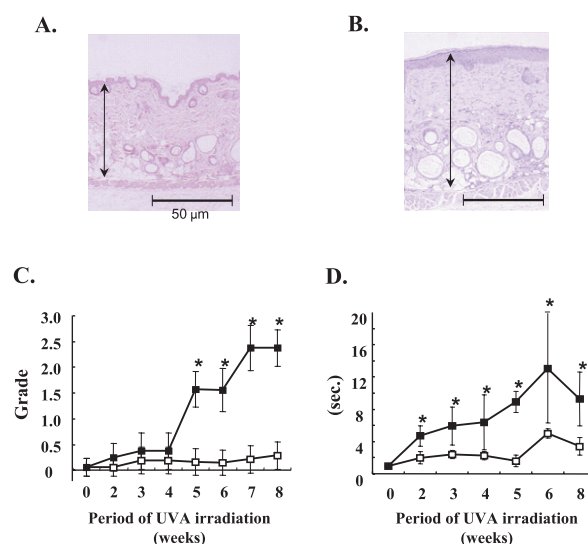 A.
B.
50 µm
C.
D.
Grade
3.0
2.5
2.0
1.5
1.0
0.5
0
* * * *
0 2 3 4 5 6 7 8
Period of UVA irradiation
(weeks)
(sec.)
20
16
12
8
4
0
* * * * * *
0 2 3 4 5 6 8
Period of UVA irradiation
(weeks)